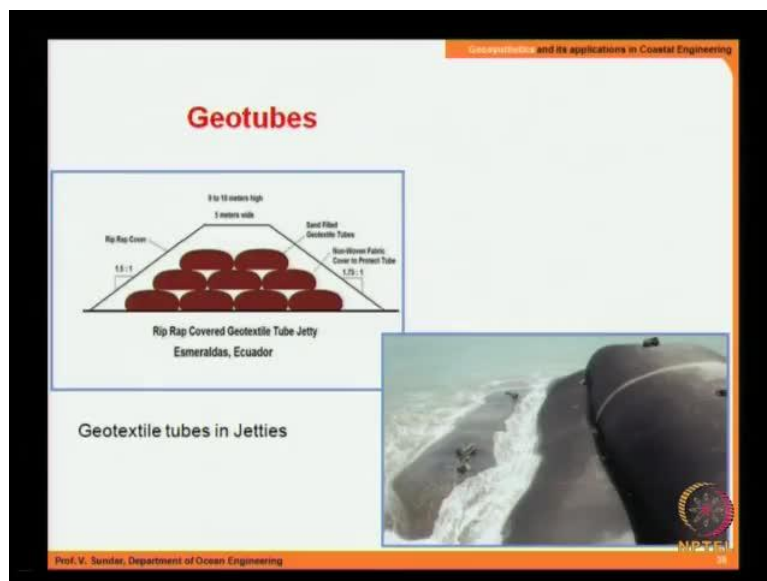 Geosynthetics and its applications in Coastal Engineering
Geotubes
9 to 10 meters high
5 meters wide
Rip Rap Cover
Sand Filled
Geotextile Tubes
Non-Woven Fabric
Cover to Protect Tube
1.5 : 1
1.75 : 1
Rip Rap Covered Geotextile Tube Jetty
Esmeraldas, Ecuador
Geotextile tubes in Jetties
NPTEL
Prof. V. Sundar, Department of Ocean Engineering